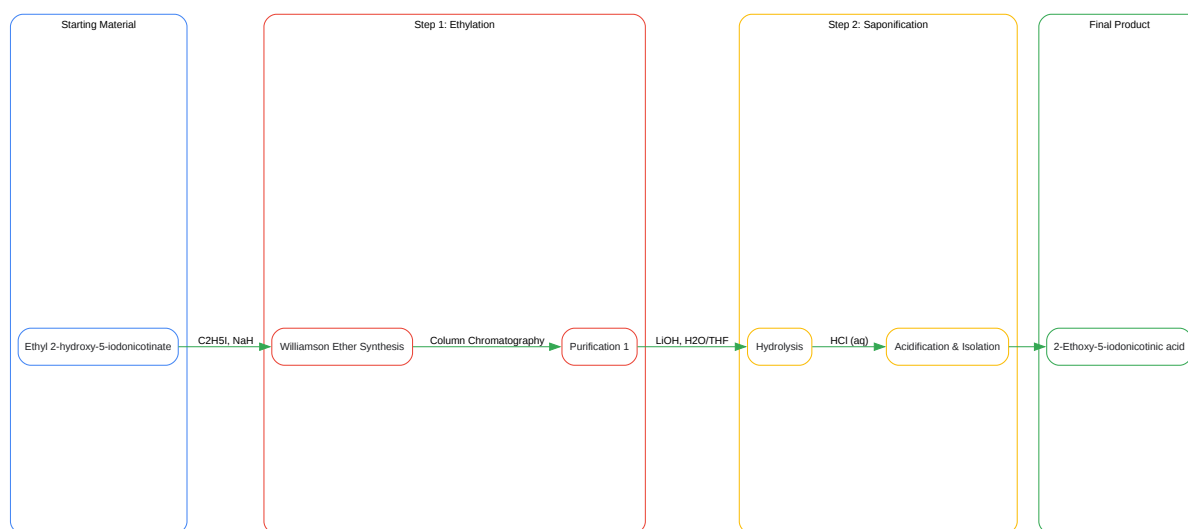 Starting Material
Step 1: Ethylation
Step 2: Saponification
Final Product
Ethyl 2-hydroxy-5-iodonicotinate
C2H5I, NaH
Williamson Ether Synthesis
Column Chromatography
Purification 1
LiOH, H2O/THF
Hydrolysis
HCl (aq)
Acidification & Isolation
2-Ethoxy-5-iodonicotinic acid